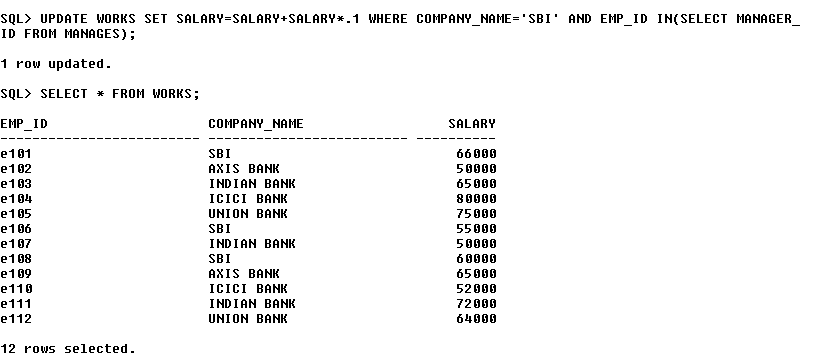 SQL> UPDATE WORKS SET SALARY=SALARY+SALARY*.1 WHERE COMPANY_NAME='SBI' AND EMP_ID IN(SELECT MANAGER_
ID FROM MANAGES);
1 row updated.
SQL> SELECT * FROM WORKS;
EMP_ID COMPANY_NAME SALARY
------------------------- ------------------------- ----------
e101 SBI 66000
e102 AXIS BANK 50000
e103 INDIAN BANK 65000
e104 ICICI BANK 80000
e105 UNION BANK 75000
e106 SBI 55000
e107 INDIAN BANK 50000
e108 SBI 60000
e109 AXIS BANK 65000
e110 ICICI BANK 52000
e111 INDIAN BANK 72000
e112 UNION BANK 64000
12 rows selected.